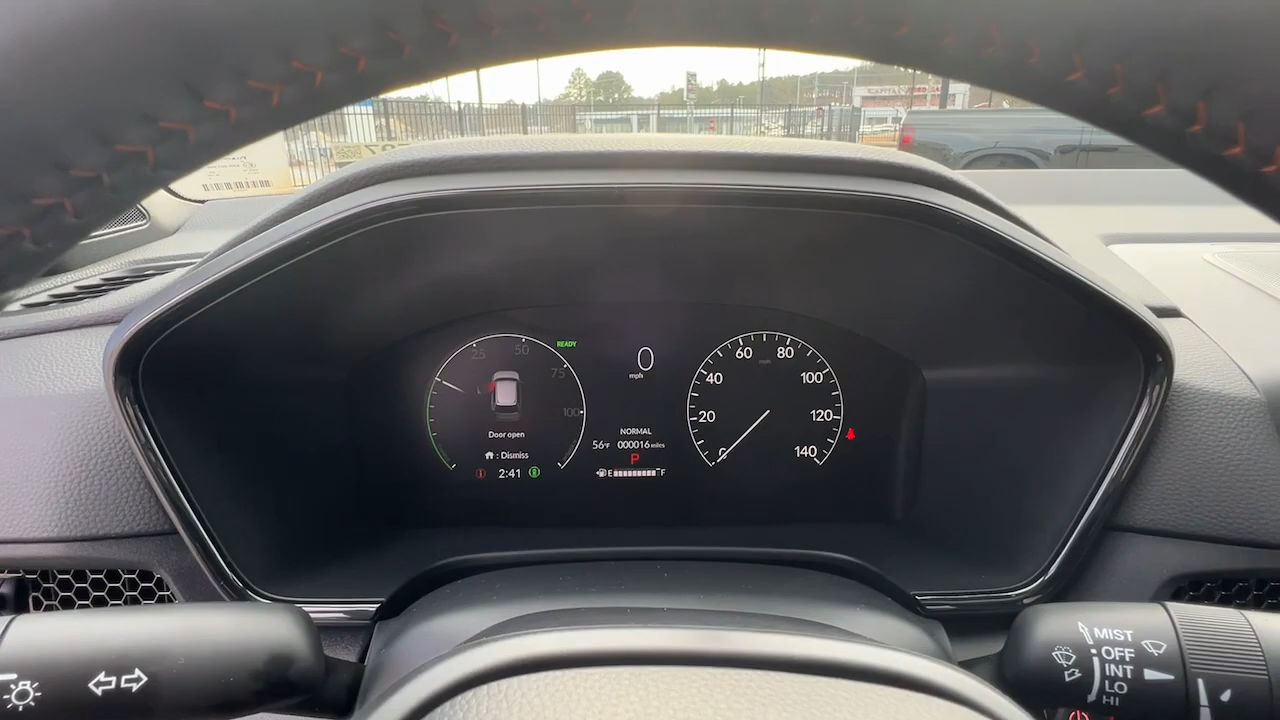 READY
25
50
75
100
Door open
: Dismiss
2:41
0
mph
NORMAL
56°F 000016 miles
P
E F
0
20
40
60
80
100
120
140
mph
MIST
OFF
INT
LO
HI